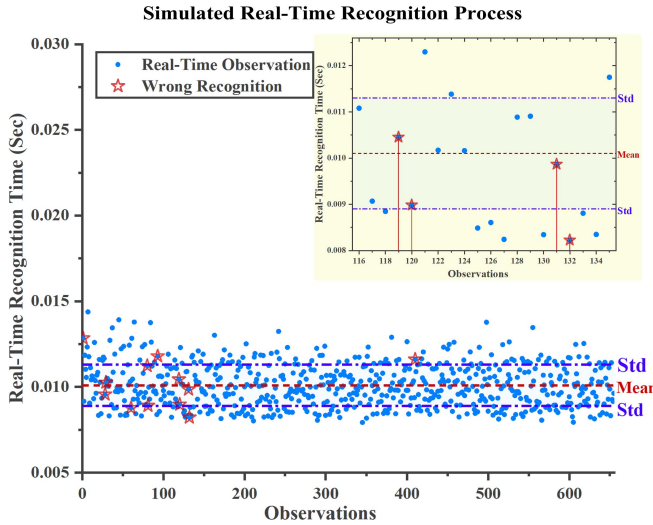 Simulated Real-Time Recognition Process
Real-Time Recognition Time (Sec)
0.030
0.025
0.020
0.015
0.010
0.005
Real-Time Observation
Wrong Recognition
Real-Time Recognition Time (Sec)
0.012
0.011
0.010
0.009
0.008
Std
Mean
Std
116 118 120 122 124 126 128 130 132 134
Observations
Std
Mean
Std
0 100 200 300 400 500 600
Observations